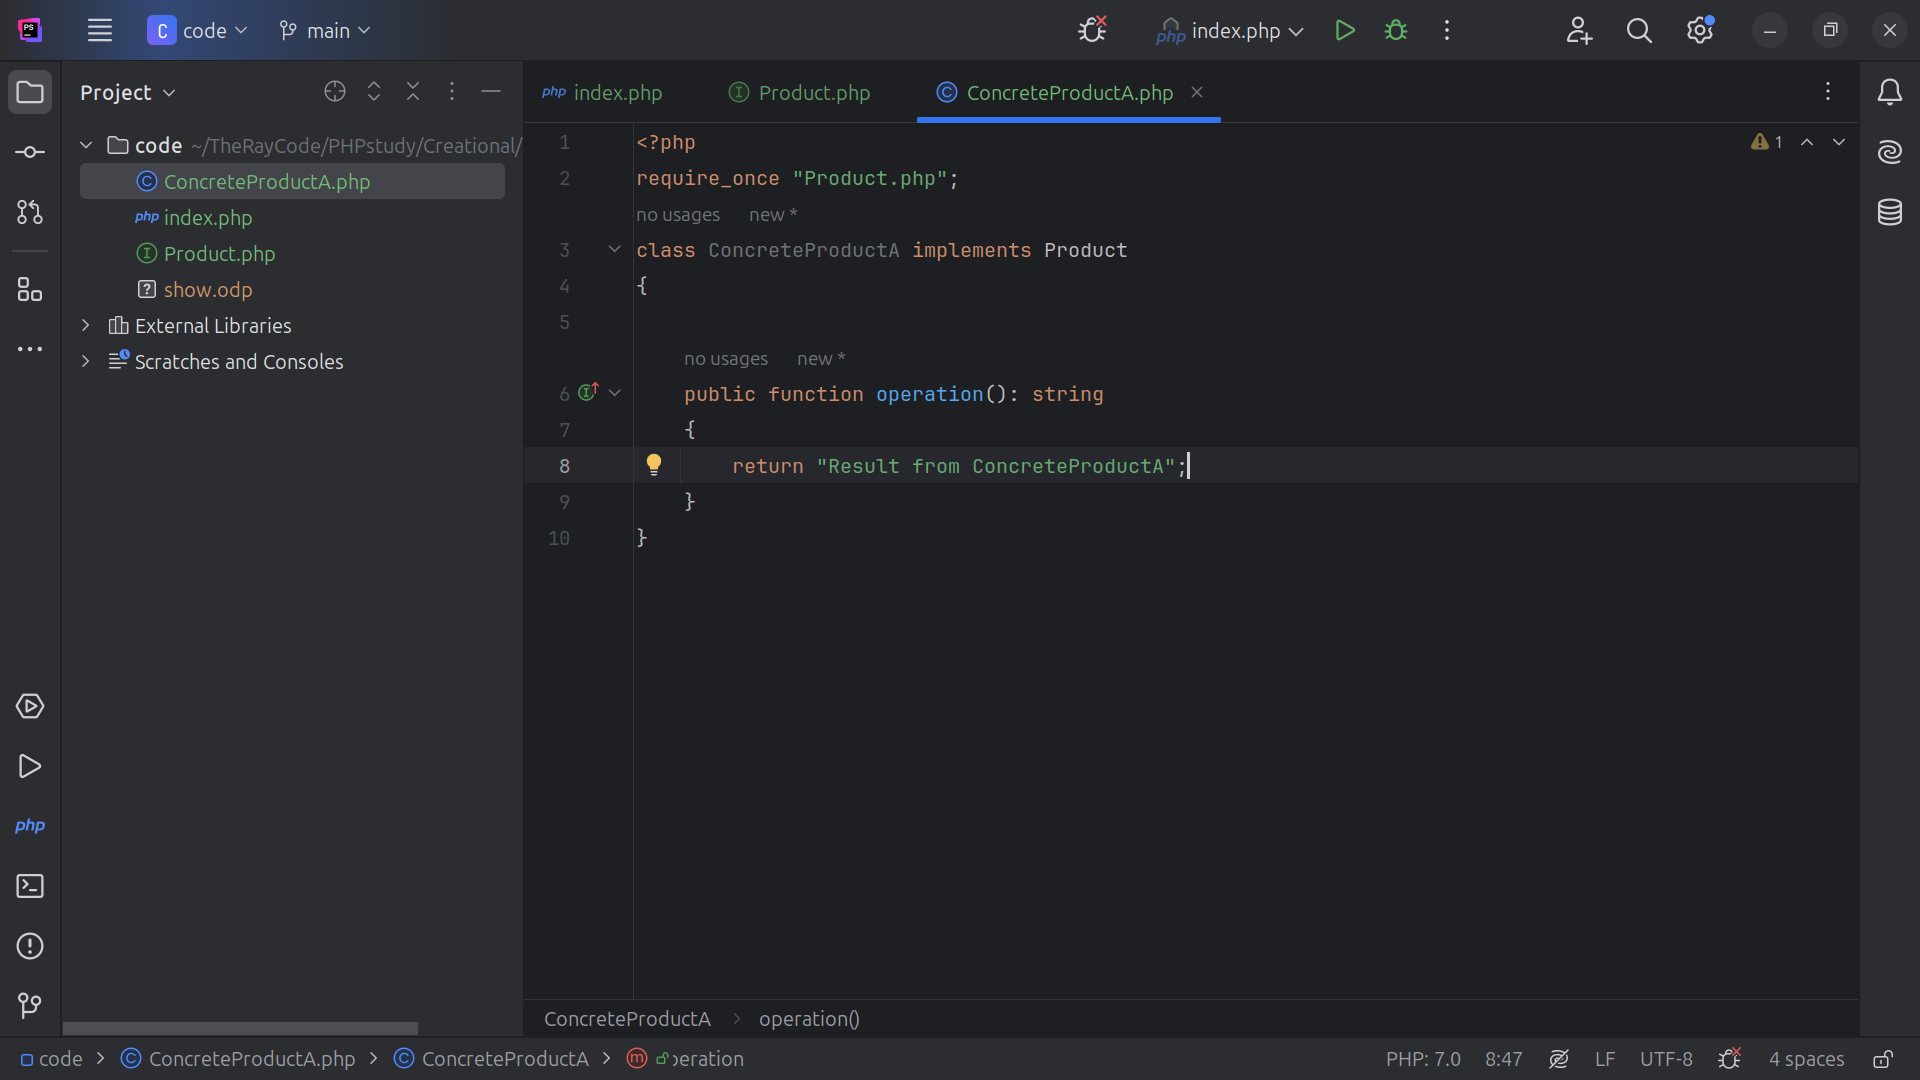 PS
C code main
php index.php
Project
code ~/TheRayCode/PHPstudy/Creational/
ConcreteProductA.php
php index.php
Product.php
show.odp
External Libraries
Scratches and Consoles
php
php index.php
Product.php
ConcreteProductA.php
1 <?php
2 require_once "Product.php";
no usages new *
3 class ConcreteProductA implements Product
4 {
5
no usages new *
6 public function operation(): string
7 {
8 return "Result from ConcreteProductA";
9 }
10 }
1
ConcreteProductA > operation()
code > ConcreteProductA.php > ConcreteProductA > peration
PHP: 7.0 8:47 LF UTF-8 4 spaces